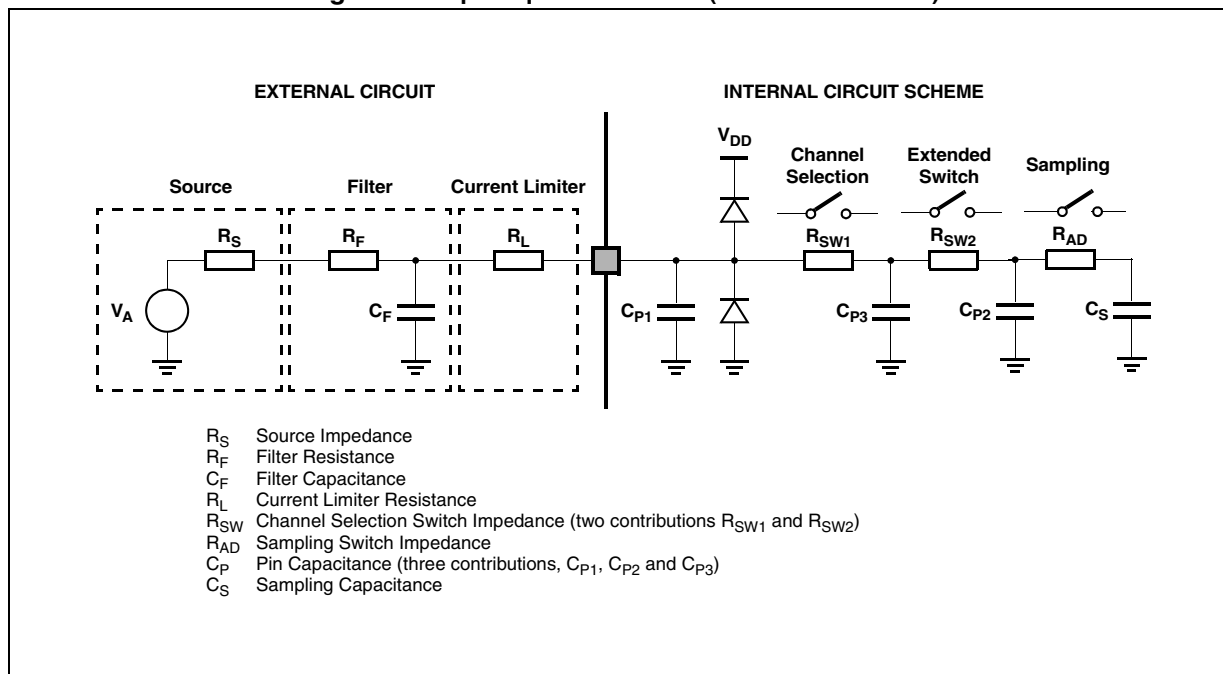 EXTERNAL CIRCUIT
INTERNAL CIRCUIT SCHEME
VDD
Channel
Selection
Extended
Switch
Sampling
Source
Filter
Current Limiter
RS
RF
RL
RSW1
RSW2
RAD
VA
CF
CP1
CP3
CP2
CS
RS Source Impedance
RF Filter Resistance
CF Filter Capacitance
RL Current Limiter Resistance
RSW Channel Selection Switch Impedance (two contributions RSW1 and RSW2)
RAD Sampling Switch Impedance
CP Pin Capacitance (three contributions, CP1, CP2 and CP3)
CS Sampling Capacitance